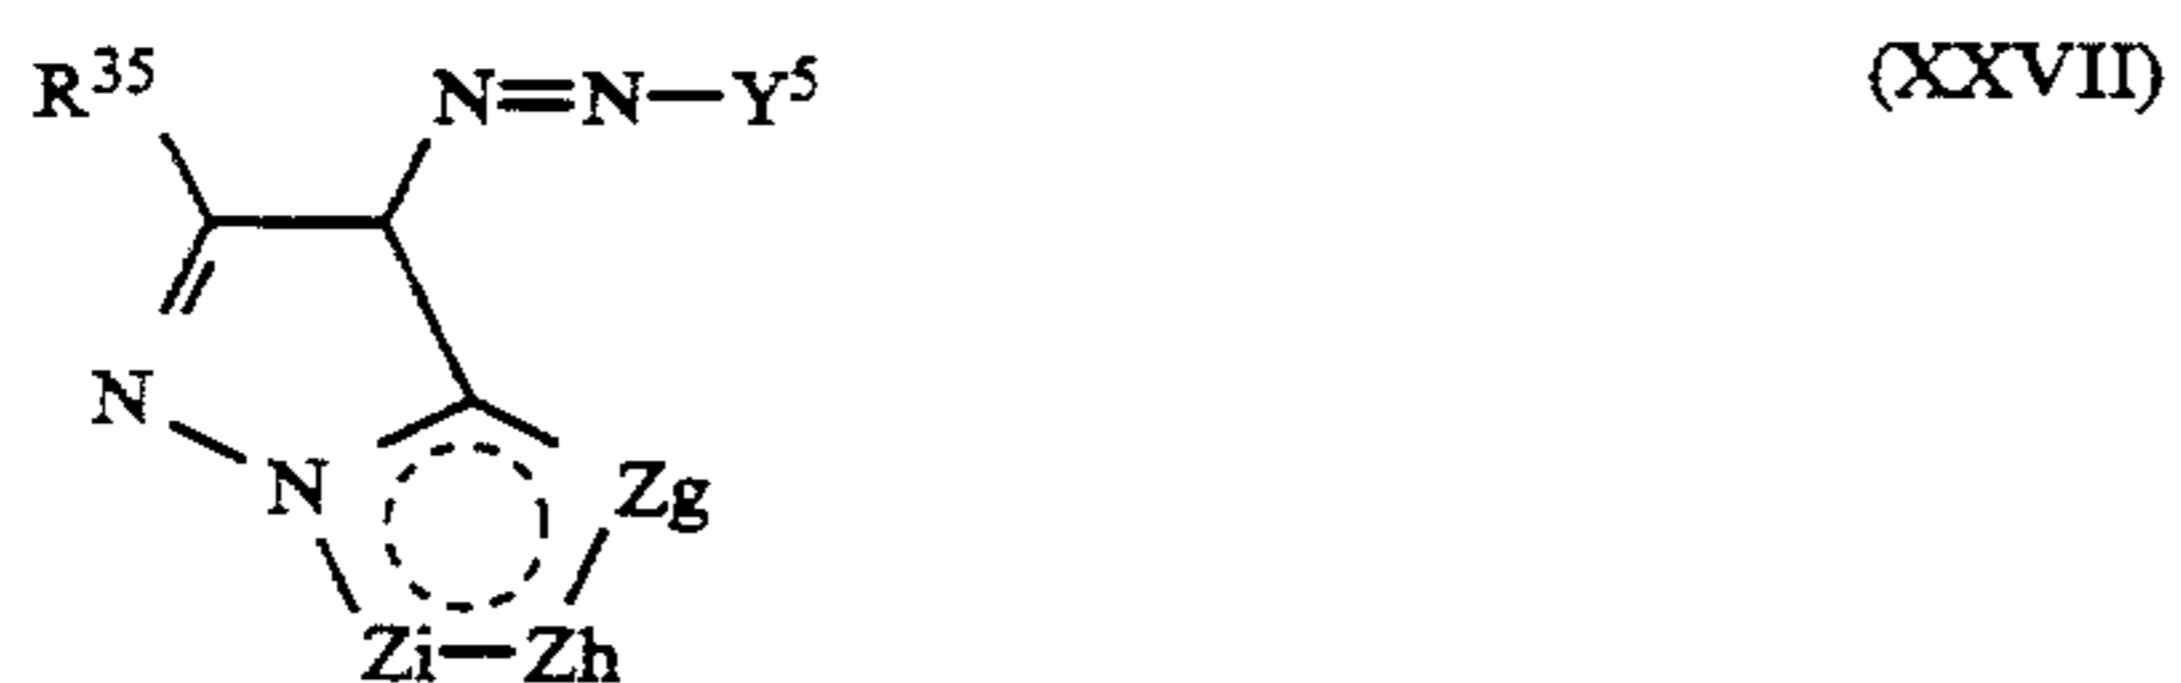 R³⁵ N=N—Y⁵ (XXVII)
N
N Zg
Zi—Zh